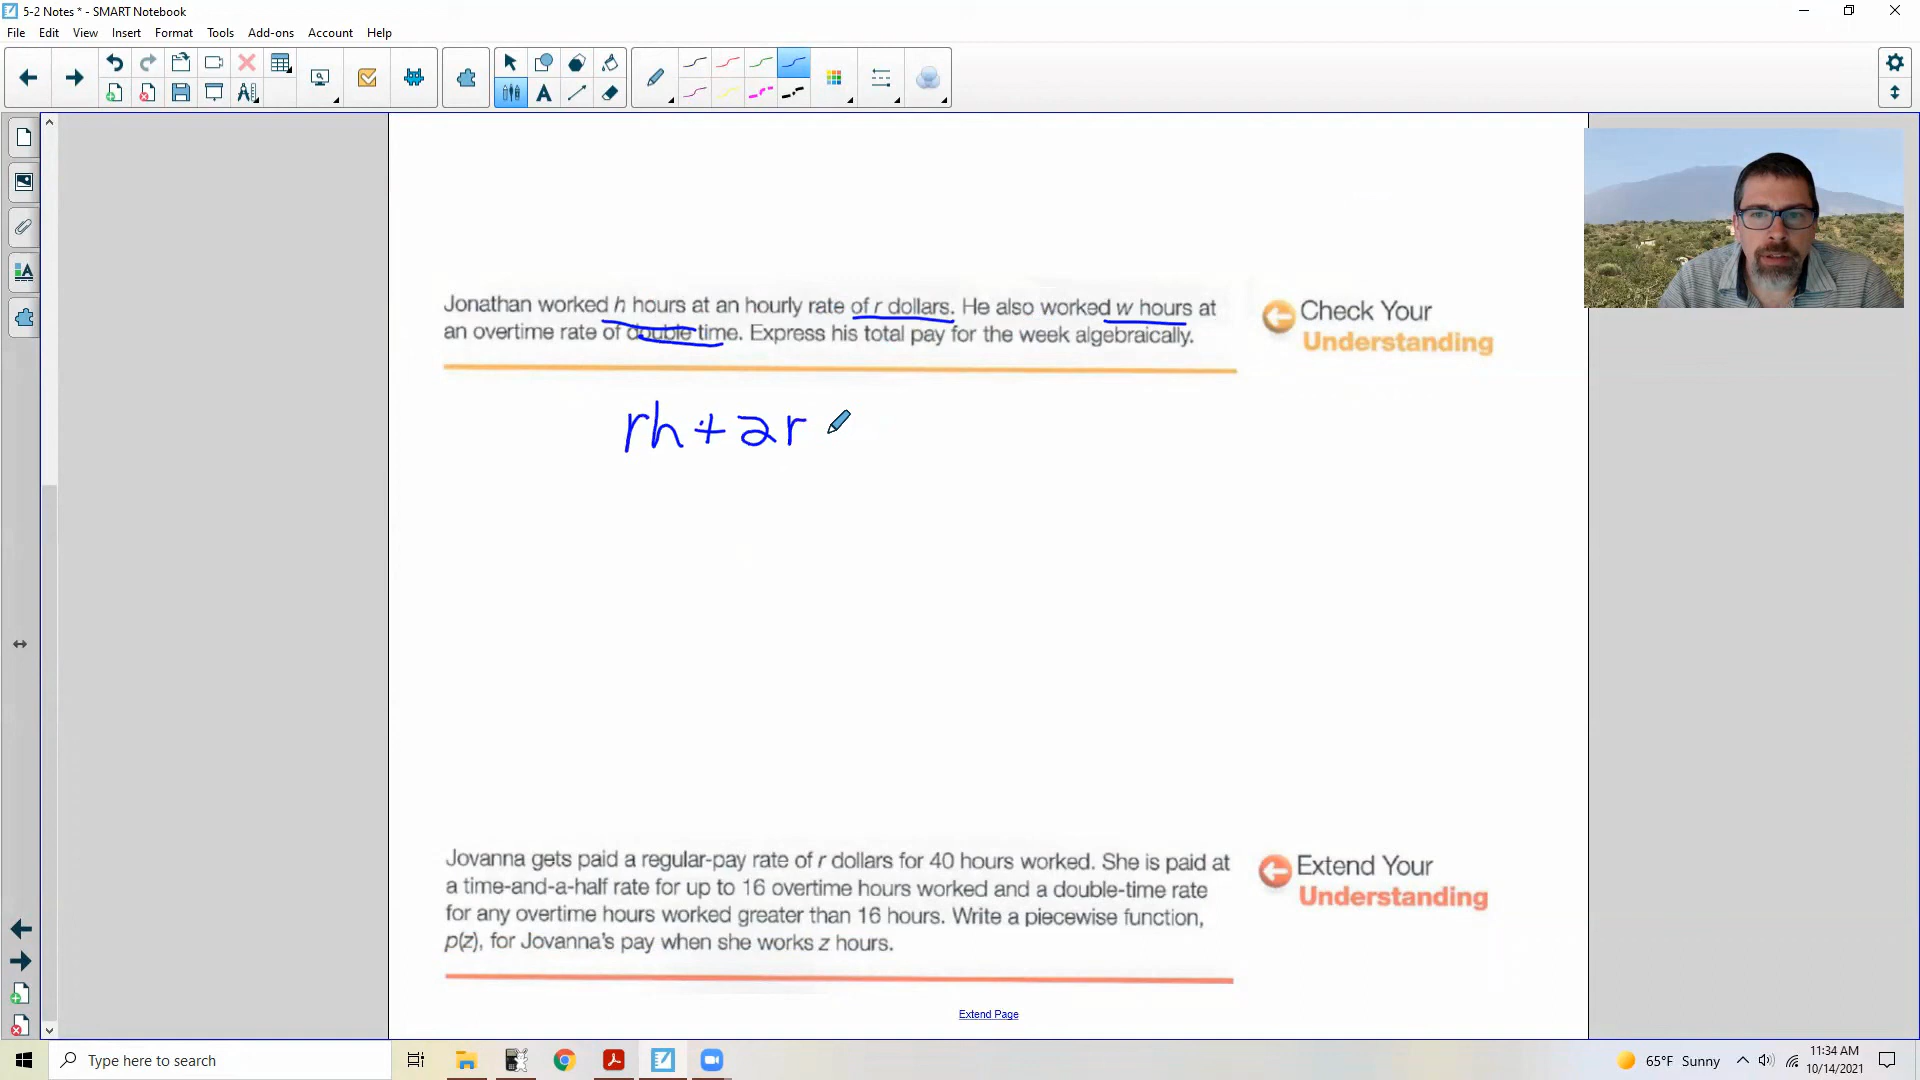 5-2 Notes * - SMART Notebook
File Edit View Insert Format Tools Add-ons Account Help
Jonathan worked h hours at an hourly rate of r dollars. He also worked w hours at
an overtime rate of double time. Express his total pay for the week algebraically.
Check Your
Understanding
rh + 2r
Jovanna gets paid a regular-pay rate of r dollars for 40 hours worked. She is paid at
a time-and-a-half rate for up to 16 overtime hours worked and a double-time rate
for any overtime hours worked greater than 16 hours. Write a piecewise function,
p(z), for Jovanna's pay when she works z hours.
Extend Your
Understanding
Extend Page
Type here to search
65°F Sunny
11:34 AM
10/14/2021